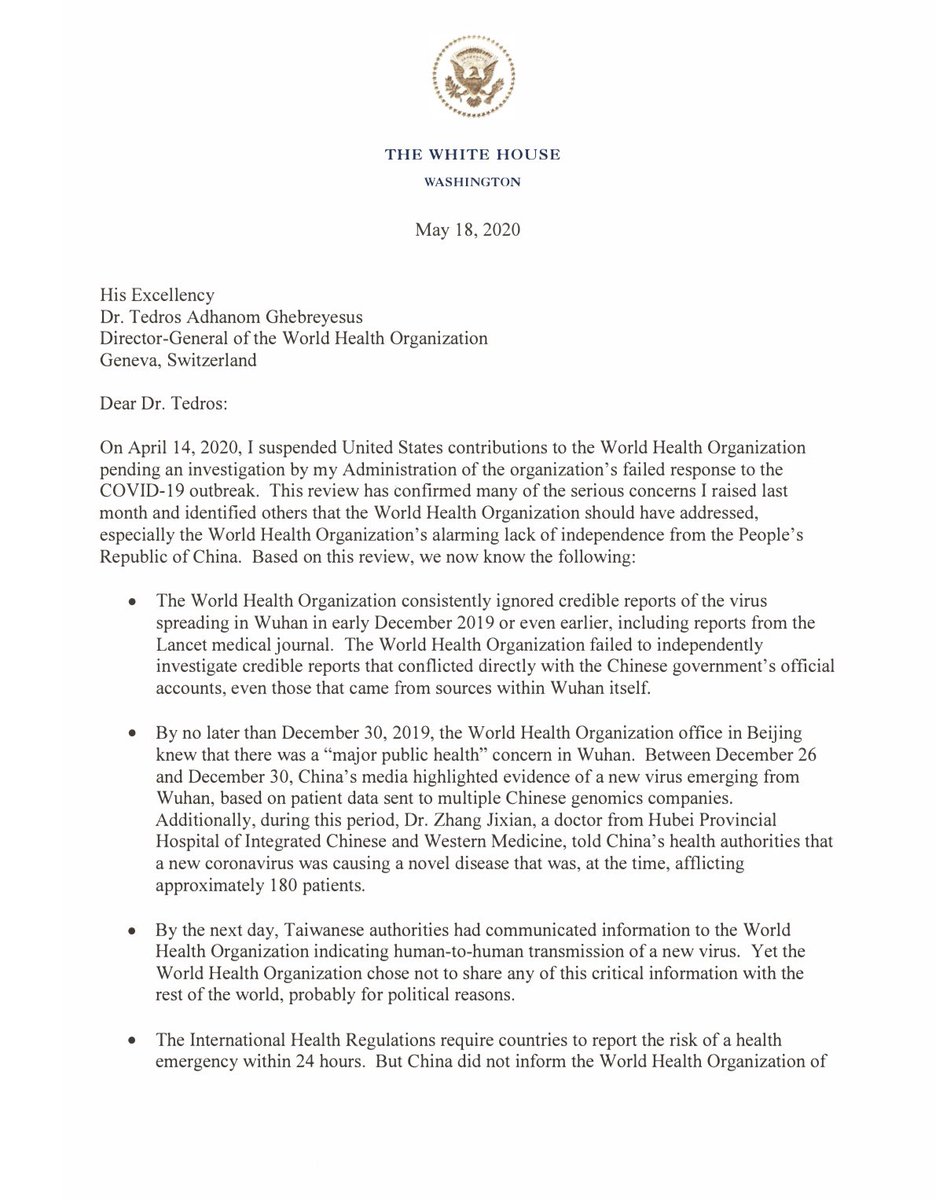 THE WHITE HOUSE
WASHINGTON
May 18, 2020
His Excellency
Dr. Tedros Adhanom Ghebreyesus
Director-General of the World Health Organization
Geneva, Switzerland
Dear Dr. Tedros:
On April 14, 2020, I suspended United States contributions to the World Health Organization
pending an investigation by my Administration of the organization’s failed response to the
COVID-19 outbreak.  This review has confirmed many of the serious concerns I raised last
month and identified others that the World Health Organization should have addressed,
especially the World Health Organization’s alarming lack of independence from the People’s
Republic of China.  Based on this review, we now know the following:
• The World Health Organization consistently ignored credible reports of the virus
spreading in Wuhan in early December 2019 or even earlier, including reports from the
Lancet medical journal.  The World Health Organization failed to independently
investigate credible reports that conflicted directly with the Chinese government’s official
accounts, even those that came from sources within Wuhan itself.
• By no later than December 30, 2019, the World Health Organization office in Beijing
knew that there was a “major public health” concern in Wuhan.  Between December 26
and December 30, China’s media highlighted evidence of a new virus emerging from
Wuhan, based on patient data sent to multiple Chinese genomics companies.
Additionally, during this period, Dr. Zhang Jixian, a doctor from Hubei Provincial
Hospital of Integrated Chinese and Western Medicine, told China’s health authorities that
a new coronavirus was causing a novel disease that was, at the time, afflicting
approximately 180 patients.
• By the next day, Taiwanese authorities had communicated information to the World
Health Organization indicating human-to-human transmission of a new virus.  Yet the
World Health Organization chose not to share any of this critical information with the
rest of the world, probably for political reasons.
• The International Health Regulations require countries to report the risk of a health
emergency within 24 hours.  But China did not inform the World Health Organization of